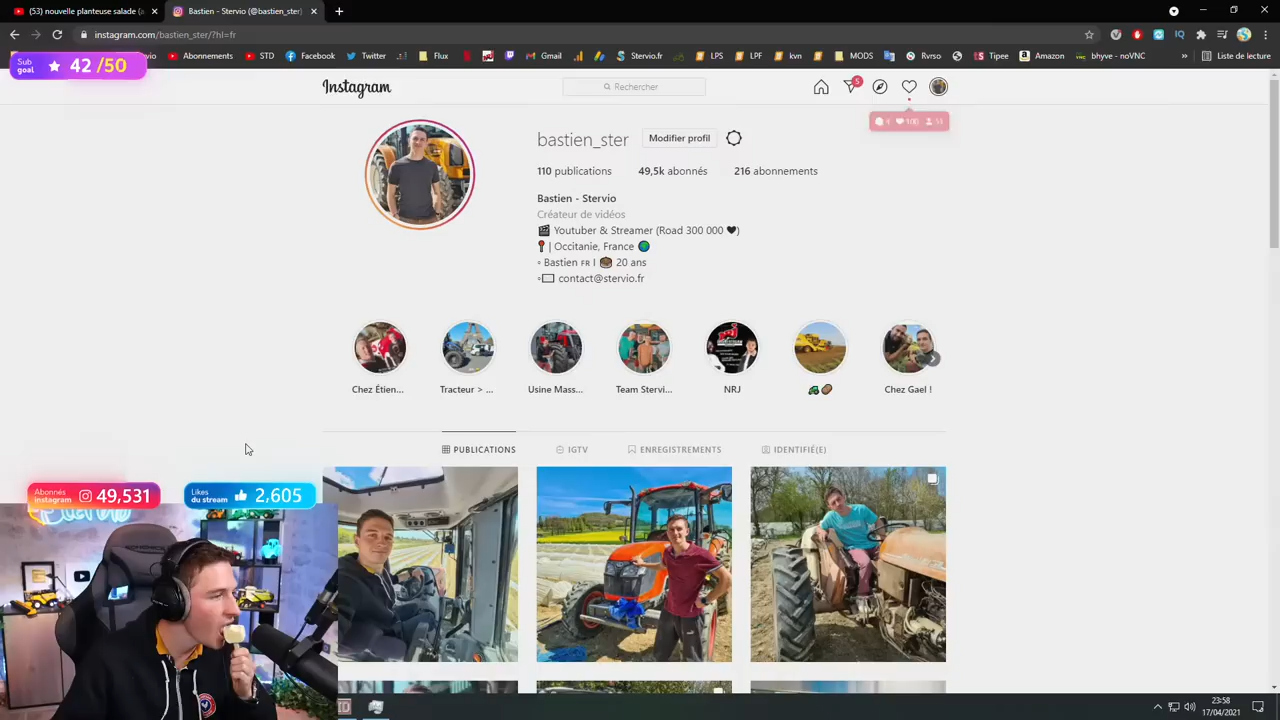 (53) nouvelle planteuse salade (a
Bastien - Stervio (@bastien_ster)
instagram.com/bastien_ster/?hl=fr
Abonnements
STD
Facebook
Twitter
Flux
Gmail
Stervio.fr
LPS
LPF
kvn
MODS
Rvrso
Tipee
Amazon
bhyve - noVNC
»
Liste de lecture
Sub goal ★ 42 /50
Instagram
Rechercher
5
bastien_ster
Modifier profil
110 publications
49,5k abonnés
216 abonnements
Bastien - Stervio
Créateur de vidéos
🎬 Youtuber & Streamer (Road 300 000 🖤)
📍 | Occitanie, France 🌍
◦ Bastien ꜰʀ I 🎂 20 ans
contact@stervio.fr
NRJ
Chez Étien...
Tracteur > ...
Usine Mass...
Team Stervi...
NRJ
🚜🥔
Chez Gael !
PUBLICATIONS
IGTV
ENREGISTREMENTS
IDENTIFIÉ(E)
Abonnés instagram 49,531
Likes du stream 2,605
23:58
17/04/2021